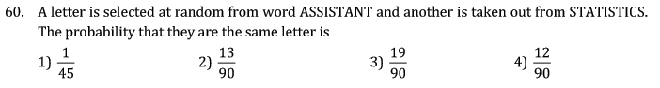 60. A letter is selected at random from word ASSISTANT and another is taken out from STATISTICS.
The probability that they are the same letter is
1) 1/45 2) 13/90 3) 19/90 4) 12/90